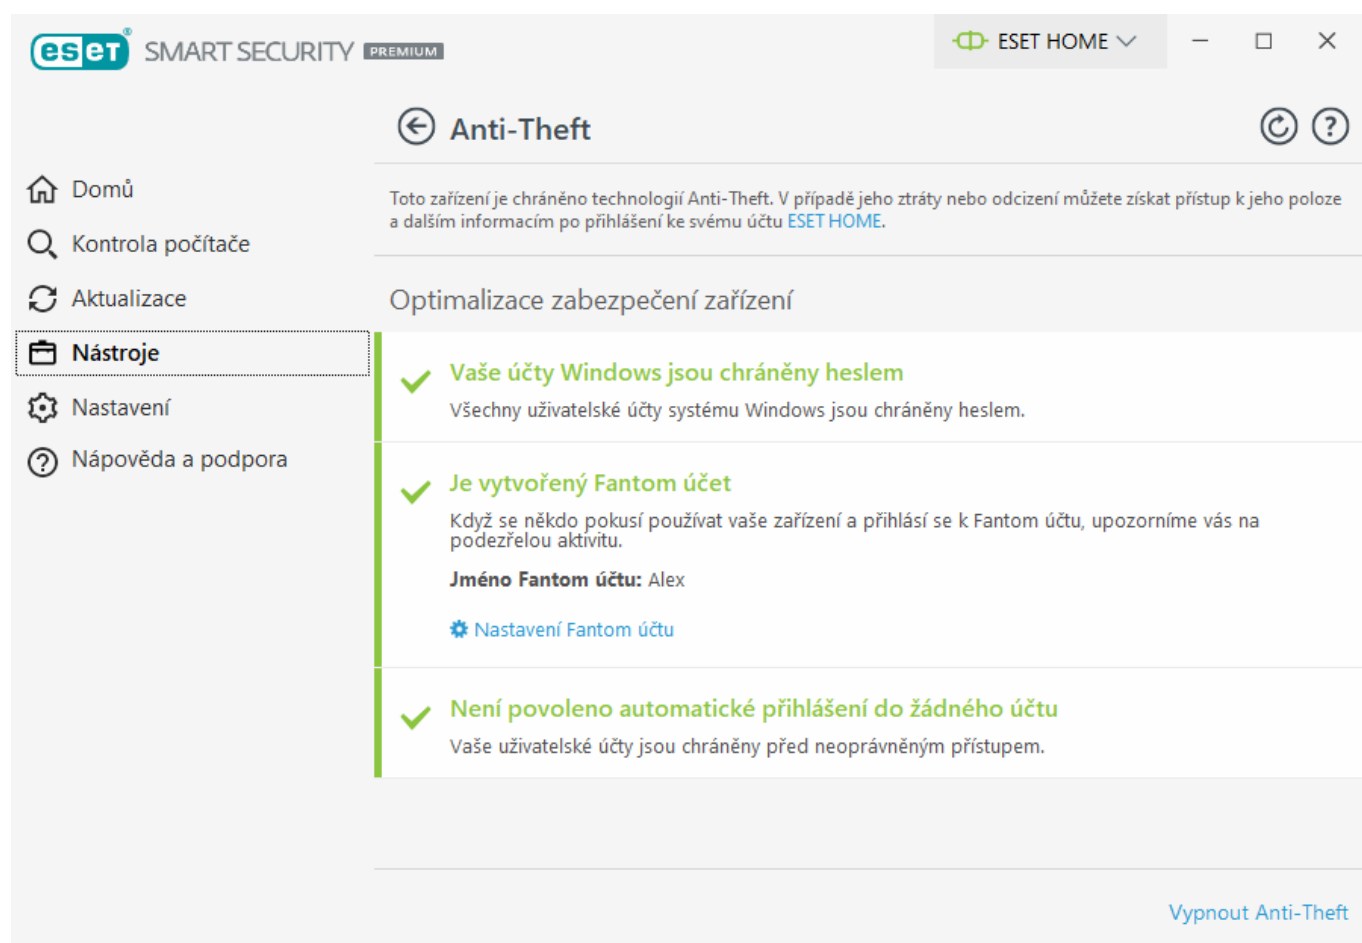 eset® SMART SECURITY PREMIUM
ESET HOME
Anti-Theft
Domů
Kontrola počítače
Aktualizace
Nástroje
Nastavení
Nápověda a podpora
Toto zařízení je chráněno technologií Anti-Theft. V případě jeho ztráty nebo odcizení můžete získat přístup k jeho poloze
a dalším informacím po přihlášení ke svému účtu ESET HOME.
Optimalizace zabezpečení zařízení
Vaše účty Windows jsou chráněny heslem
Všechny uživatelské účty systému Windows jsou chráněny heslem.
Je vytvořený Fantom účet
Když se někdo pokusí používat vaše zařízení a přihlásí se k Fantom účtu, upozorníme vás na
podezřelou aktivitu.
Jméno Fantom účtu: Alex
Nastavení Fantom účtu
Není povoleno automatické přihlášení do žádného účtu
Vaše uživatelské účty jsou chráněny před neoprávněným přístupem.
Vypnout Anti-Theft